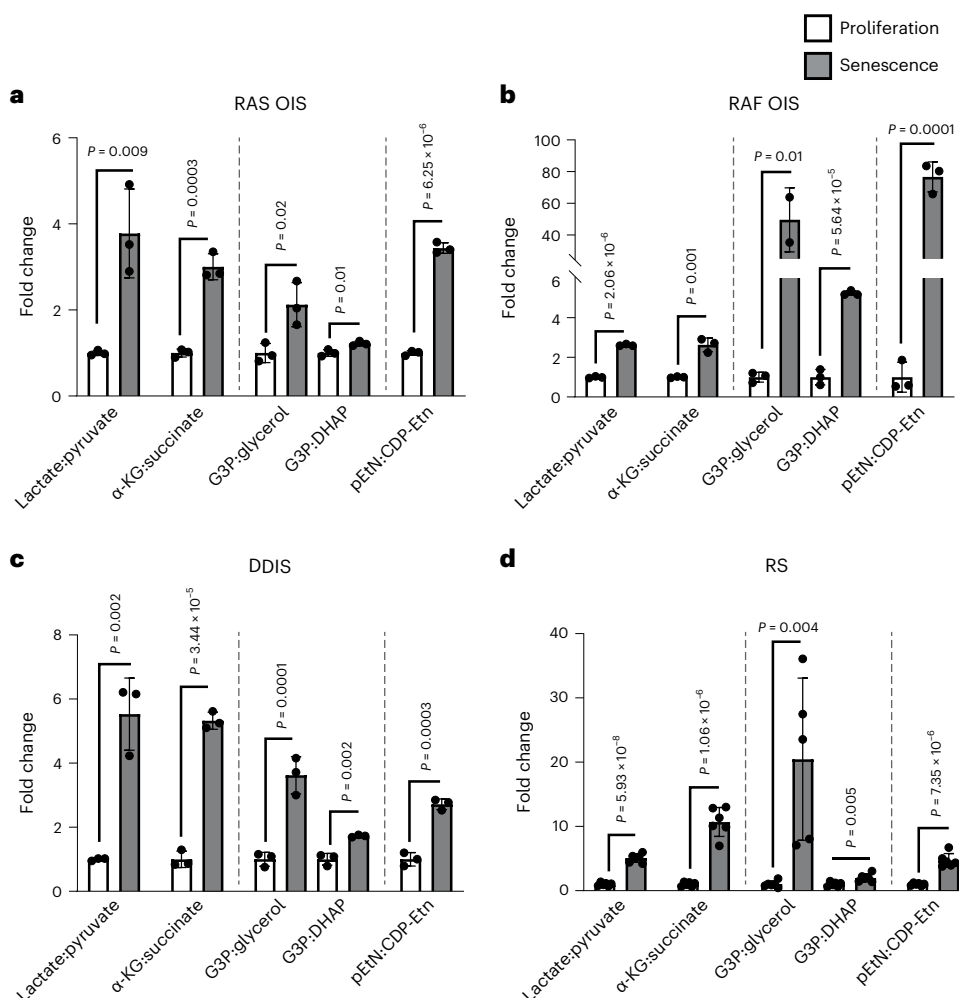 Proliferation
Senescence
a
RAS OIS
Fold change
6
4
2
0
P = 0.009
P = 0.0003
P = 0.02
P = 0.01
P = 6.25 × 10⁻⁶
Lactate:pyruvate
α-KG:succinate
G3P:glycerol
G3P:DHAP
pEtN:CDP-Etn
b
RAF OIS
Fold change
100
80
60
40
6
4
2
0
P = 2.06 × 10⁻⁶
P = 0.001
P = 0.01
P = 5.64 × 10⁻⁵
P = 0.0001
Lactate:pyruvate
α-KG:succinate
G3P:glycerol
G3P:DHAP
pEtN:CDP-Etn
c
DDIS
Fold change
8
6
4
2
0
P = 0.002
P = 3.44 × 10⁻⁵
P = 0.0001
P = 0.002
P = 0.0003
Lactate:pyruvate
α-KG:succinate
G3P:glycerol
G3P:DHAP
pEtN:CDP-Etn
d
RS
Fold change
40
30
20
10
0
P = 5.93 × 10⁻⁸
P = 1.06 × 10⁻⁶
P = 0.004
P = 0.005
P = 7.35 × 10⁻⁶
Lactate:pyruvate
α-KG:succinate
G3P:glycerol
G3P:DHAP
pEtN:CDP-Etn